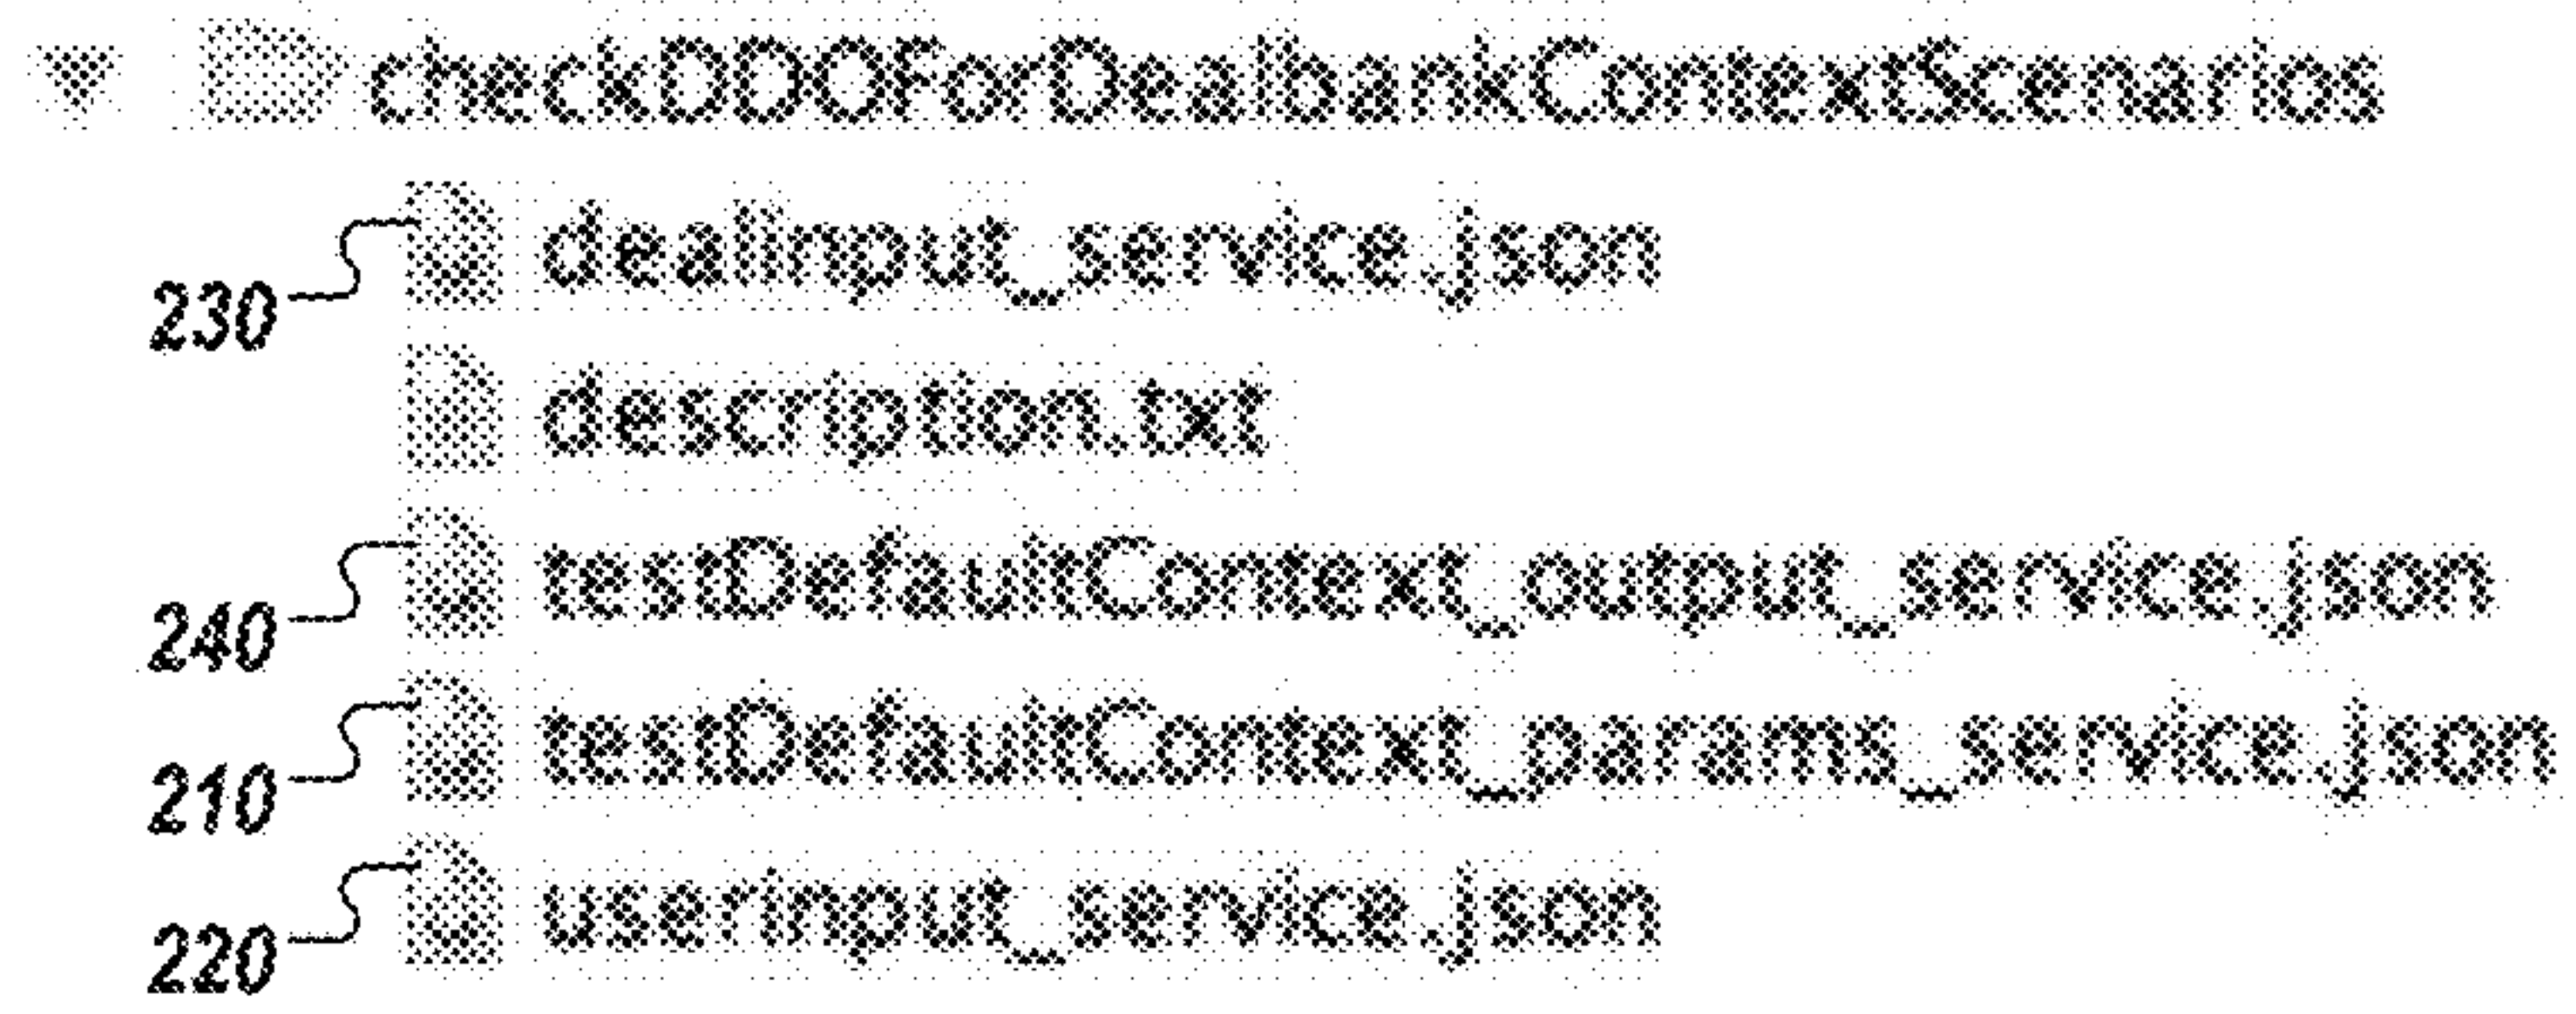 checkDDOForDealbankContextScenarios
dealinput_service.json
230
description.txt
testDefaultContext_output_service.json
240
testDefaultContext_params_service.json
210
userinput_service.json
220